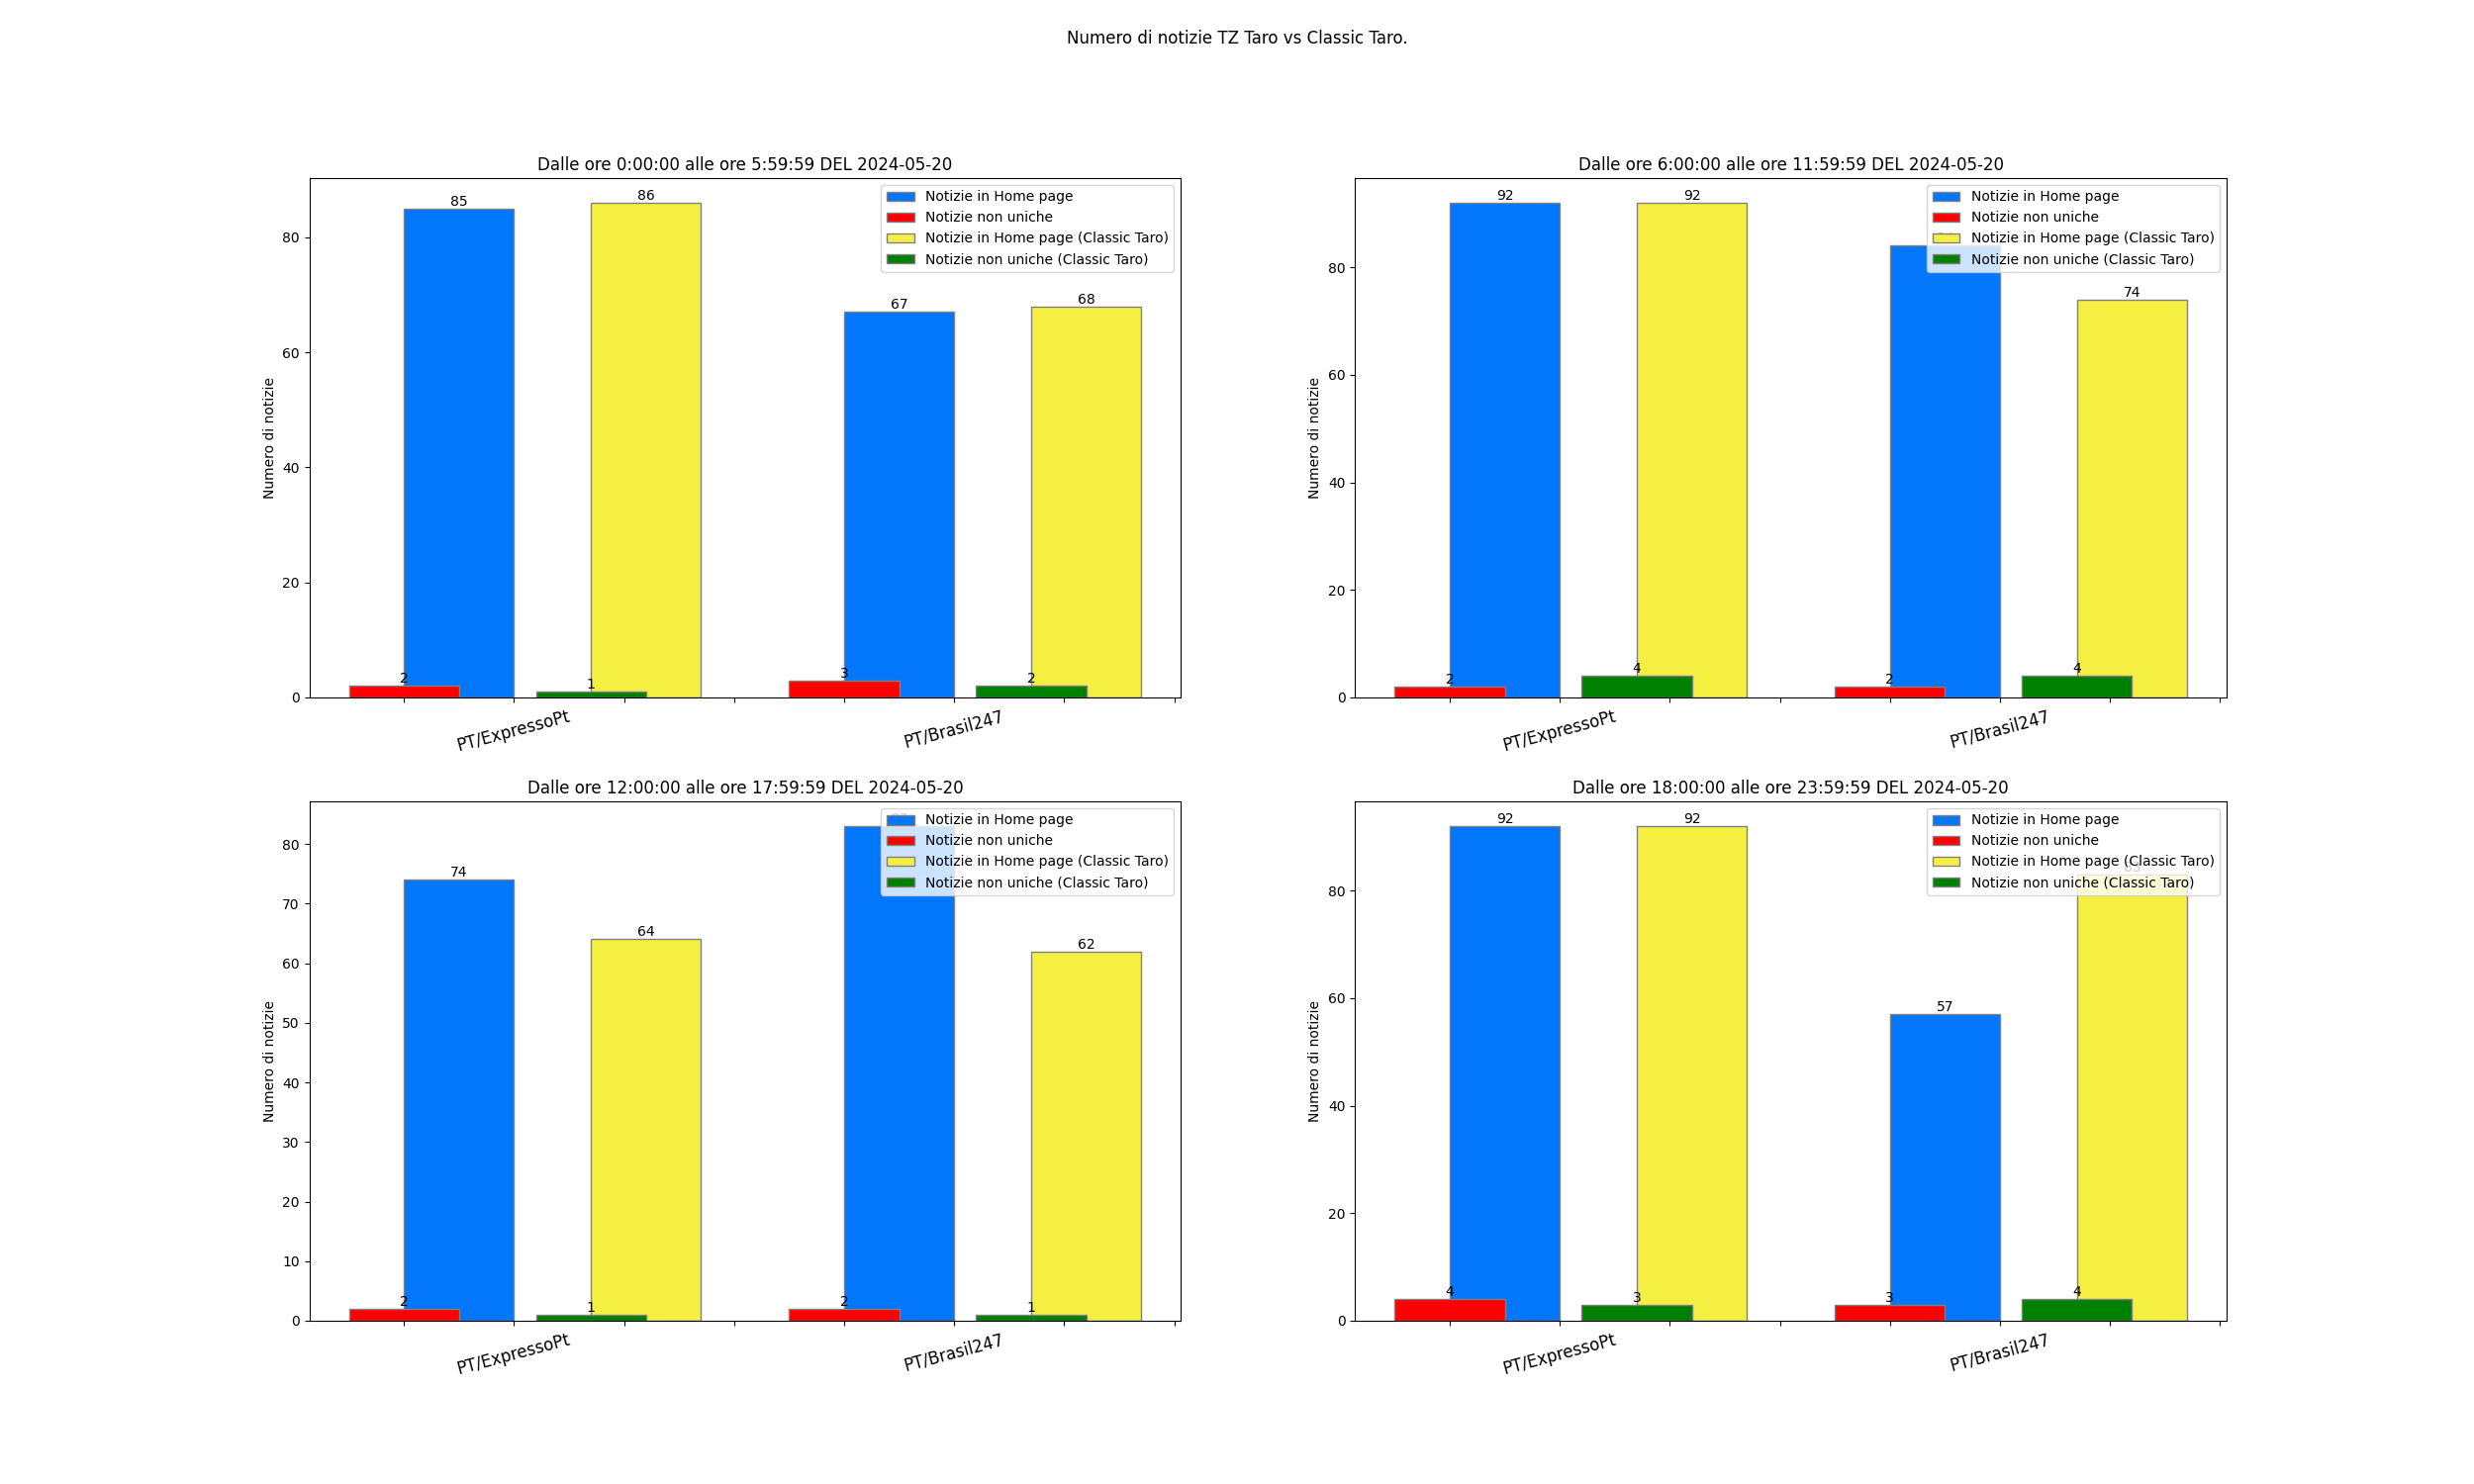 Numero di notizie TZ Taro vs Classic Taro.
Dalle ore 0:00:00 alle ore 5:59:59 DEL 2024-05-20
Numero di notizie
80
60
40
20
0
85
86
67
68
2
1
3
2
Notizie in Home page
Notizie non uniche
Notizie in Home page (Classic Taro)
Notizie non uniche (Classic Taro)
PT/ExpressoPt
PT/Brasil247
Dalle ore 6:00:00 alle ore 11:59:59 DEL 2024-05-20
Numero di notizie
80
60
40
20
0
92
92
74
2
4
2
4
Notizie in Home page
Notizie non uniche
Notizie in Home page (Classic Taro)
Notizie non uniche (Classic Taro)
PT/ExpressoPt
PT/Brasil247
Dalle ore 12:00:00 alle ore 17:59:59 DEL 2024-05-20
Numero di notizie
80
70
60
50
40
30
20
10
0
74
64
62
2
1
2
1
Notizie in Home page
Notizie non uniche
Notizie in Home page (Classic Taro)
Notizie non uniche (Classic Taro)
PT/ExpressoPt
PT/Brasil247
Dalle ore 18:00:00 alle ore 23:59:59 DEL 2024-05-20
Numero di notizie
80
60
40
20
0
92
92
57
4
3
3
4
Notizie in Home page
Notizie non uniche
Notizie in Home page (Classic Taro)
Notizie non uniche (Classic Taro)
PT/ExpressoPt
PT/Brasil247